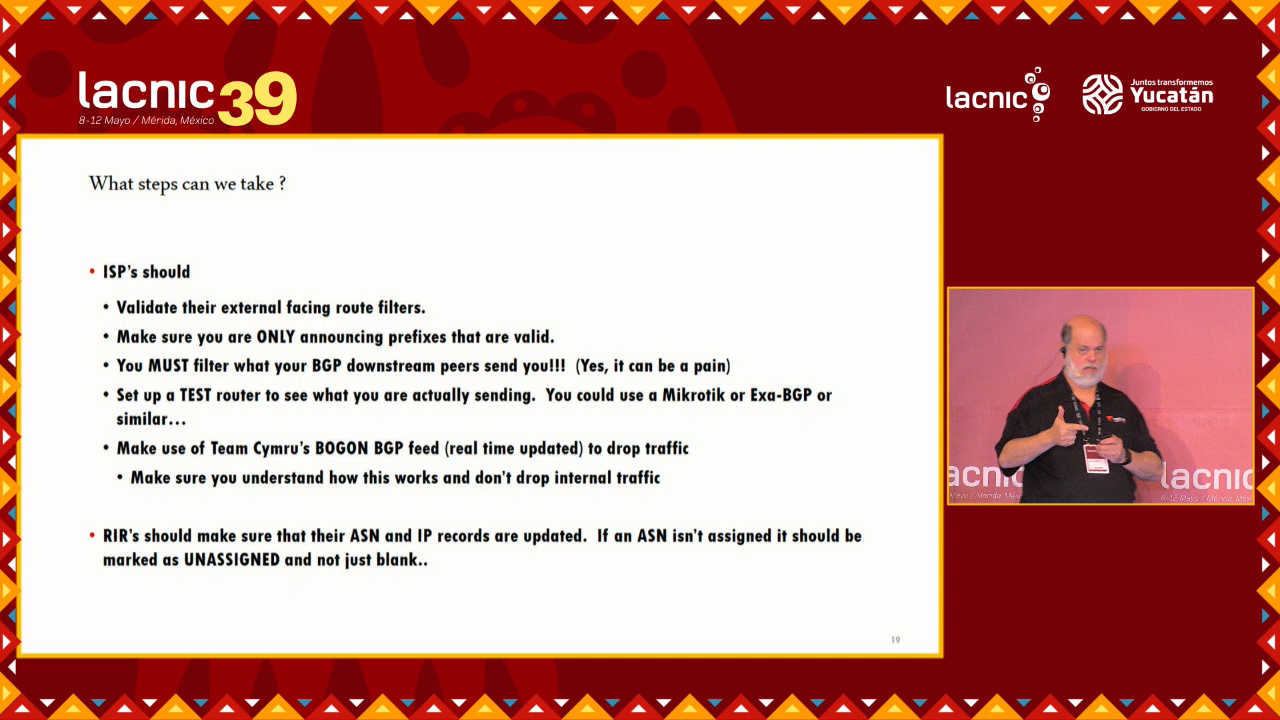 lacnic 39
8-12 Mayo / Mérida, México
lacnic
Juntos transformemos
Yucatán
GOBIERNO DEL ESTADO
What steps can we take ?
• ISP's should
• Validate their external facing route filters.
• Make sure you are ONLY announcing prefixes that are valid.
• You MUST filter what your BGP downstream peers send you!!! (Yes, it can be a pain)
• Set up a TEST router to see what you are actually sending. You could use a Mikrotik or Exa-BGP or
similar...
• Make use of Team Cymru's BOGON BGP feed (real time updated) to drop traffic
• Make sure you understand how this works and don't drop internal traffic
• RIR's should make sure that their ASN and IP records are updated. If an ASN isn't assigned it should be
marked as UNASSIGNED and not just blank..
19
acnic
lacnic